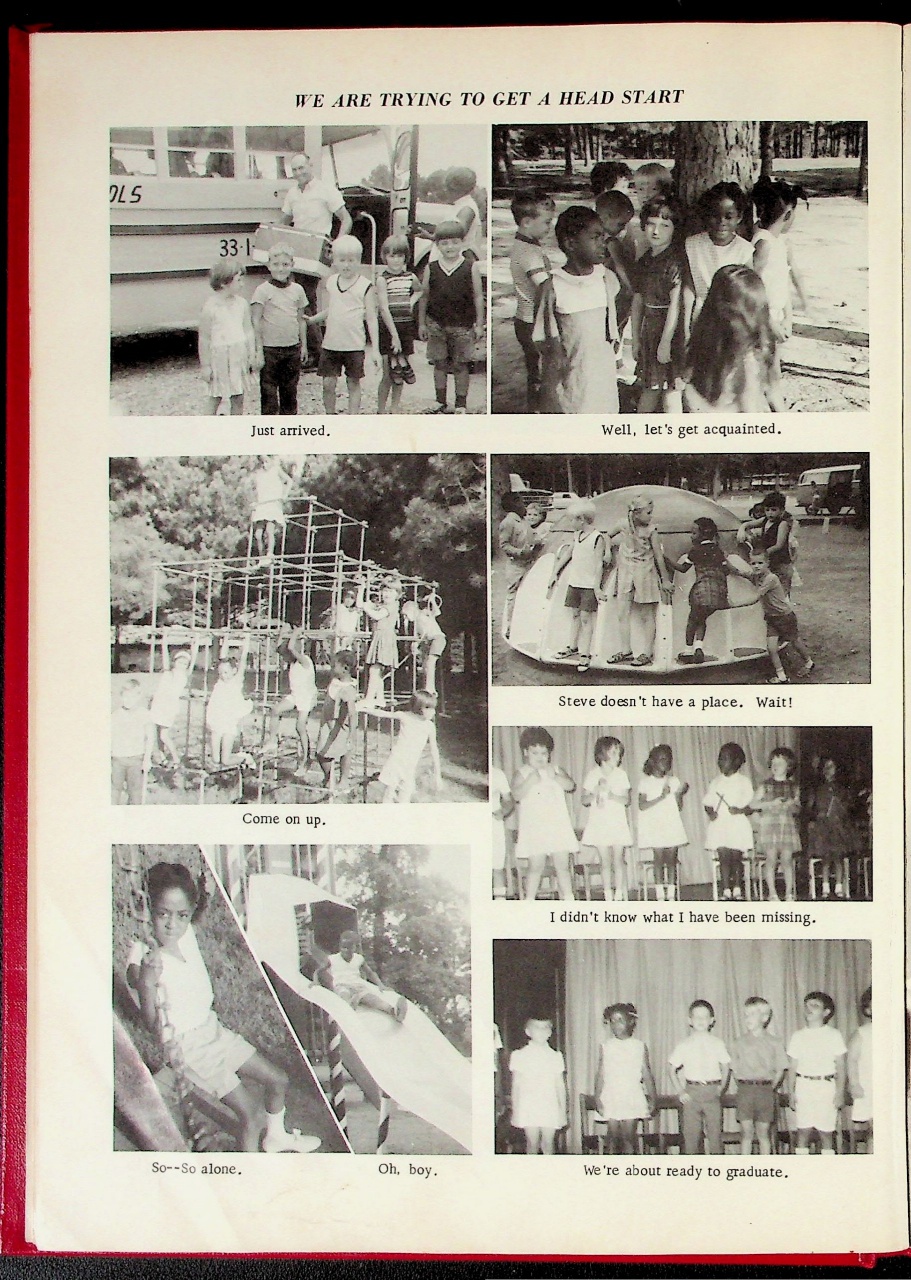 WE ARE TRYING TO GET A HEAD START
OLS
33-1
Just arrived.
Well, let's get acquainted.
Come on up.
Steve doesn't have a place. Wait!
I didn't know what I have been missing.
So--So alone.
Oh, boy.
We're about ready to graduate.